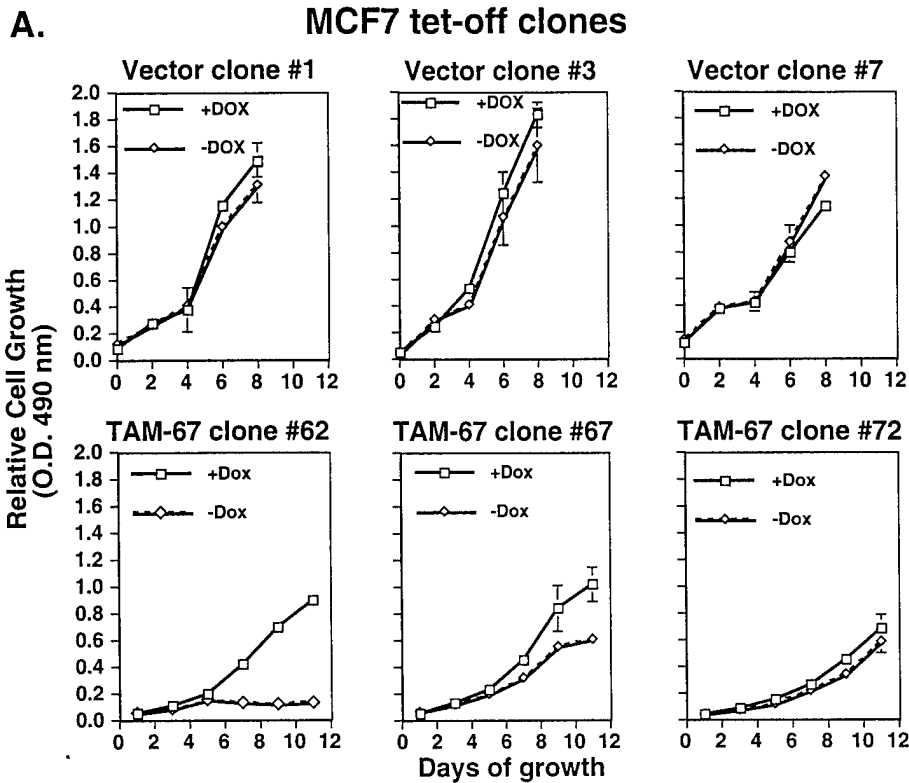 A.
MCF7 tet-off clones
Vector clone #1
Vector clone #3
Vector clone #7
2.0
1.8
1.6
1.4
1.2
1.0
0.8
0.6
0.4
0.2
0.0
+DOX
-DOX
+DOX
-DOX
+DOX
-DOX
0 2 4 6 8 10 12
0 2 4 6 8 10 12
0 2 4 6 8 10 12
Relative Cell Growth
(O.D. 490 nm)
TAM-67 clone #62
TAM-67 clone #67
TAM-67 clone #72
2.0
1.8
1.6
1.4
1.2
1.0
0.8
0.6
0.4
0.2
0.0
+Dox
-Dox
+Dox
-Dox
+Dox
-Dox
0 2 4 6 8 10 12
0 2 4 6 8 10 12
0 2 4 6 8 10 12
Days of growth